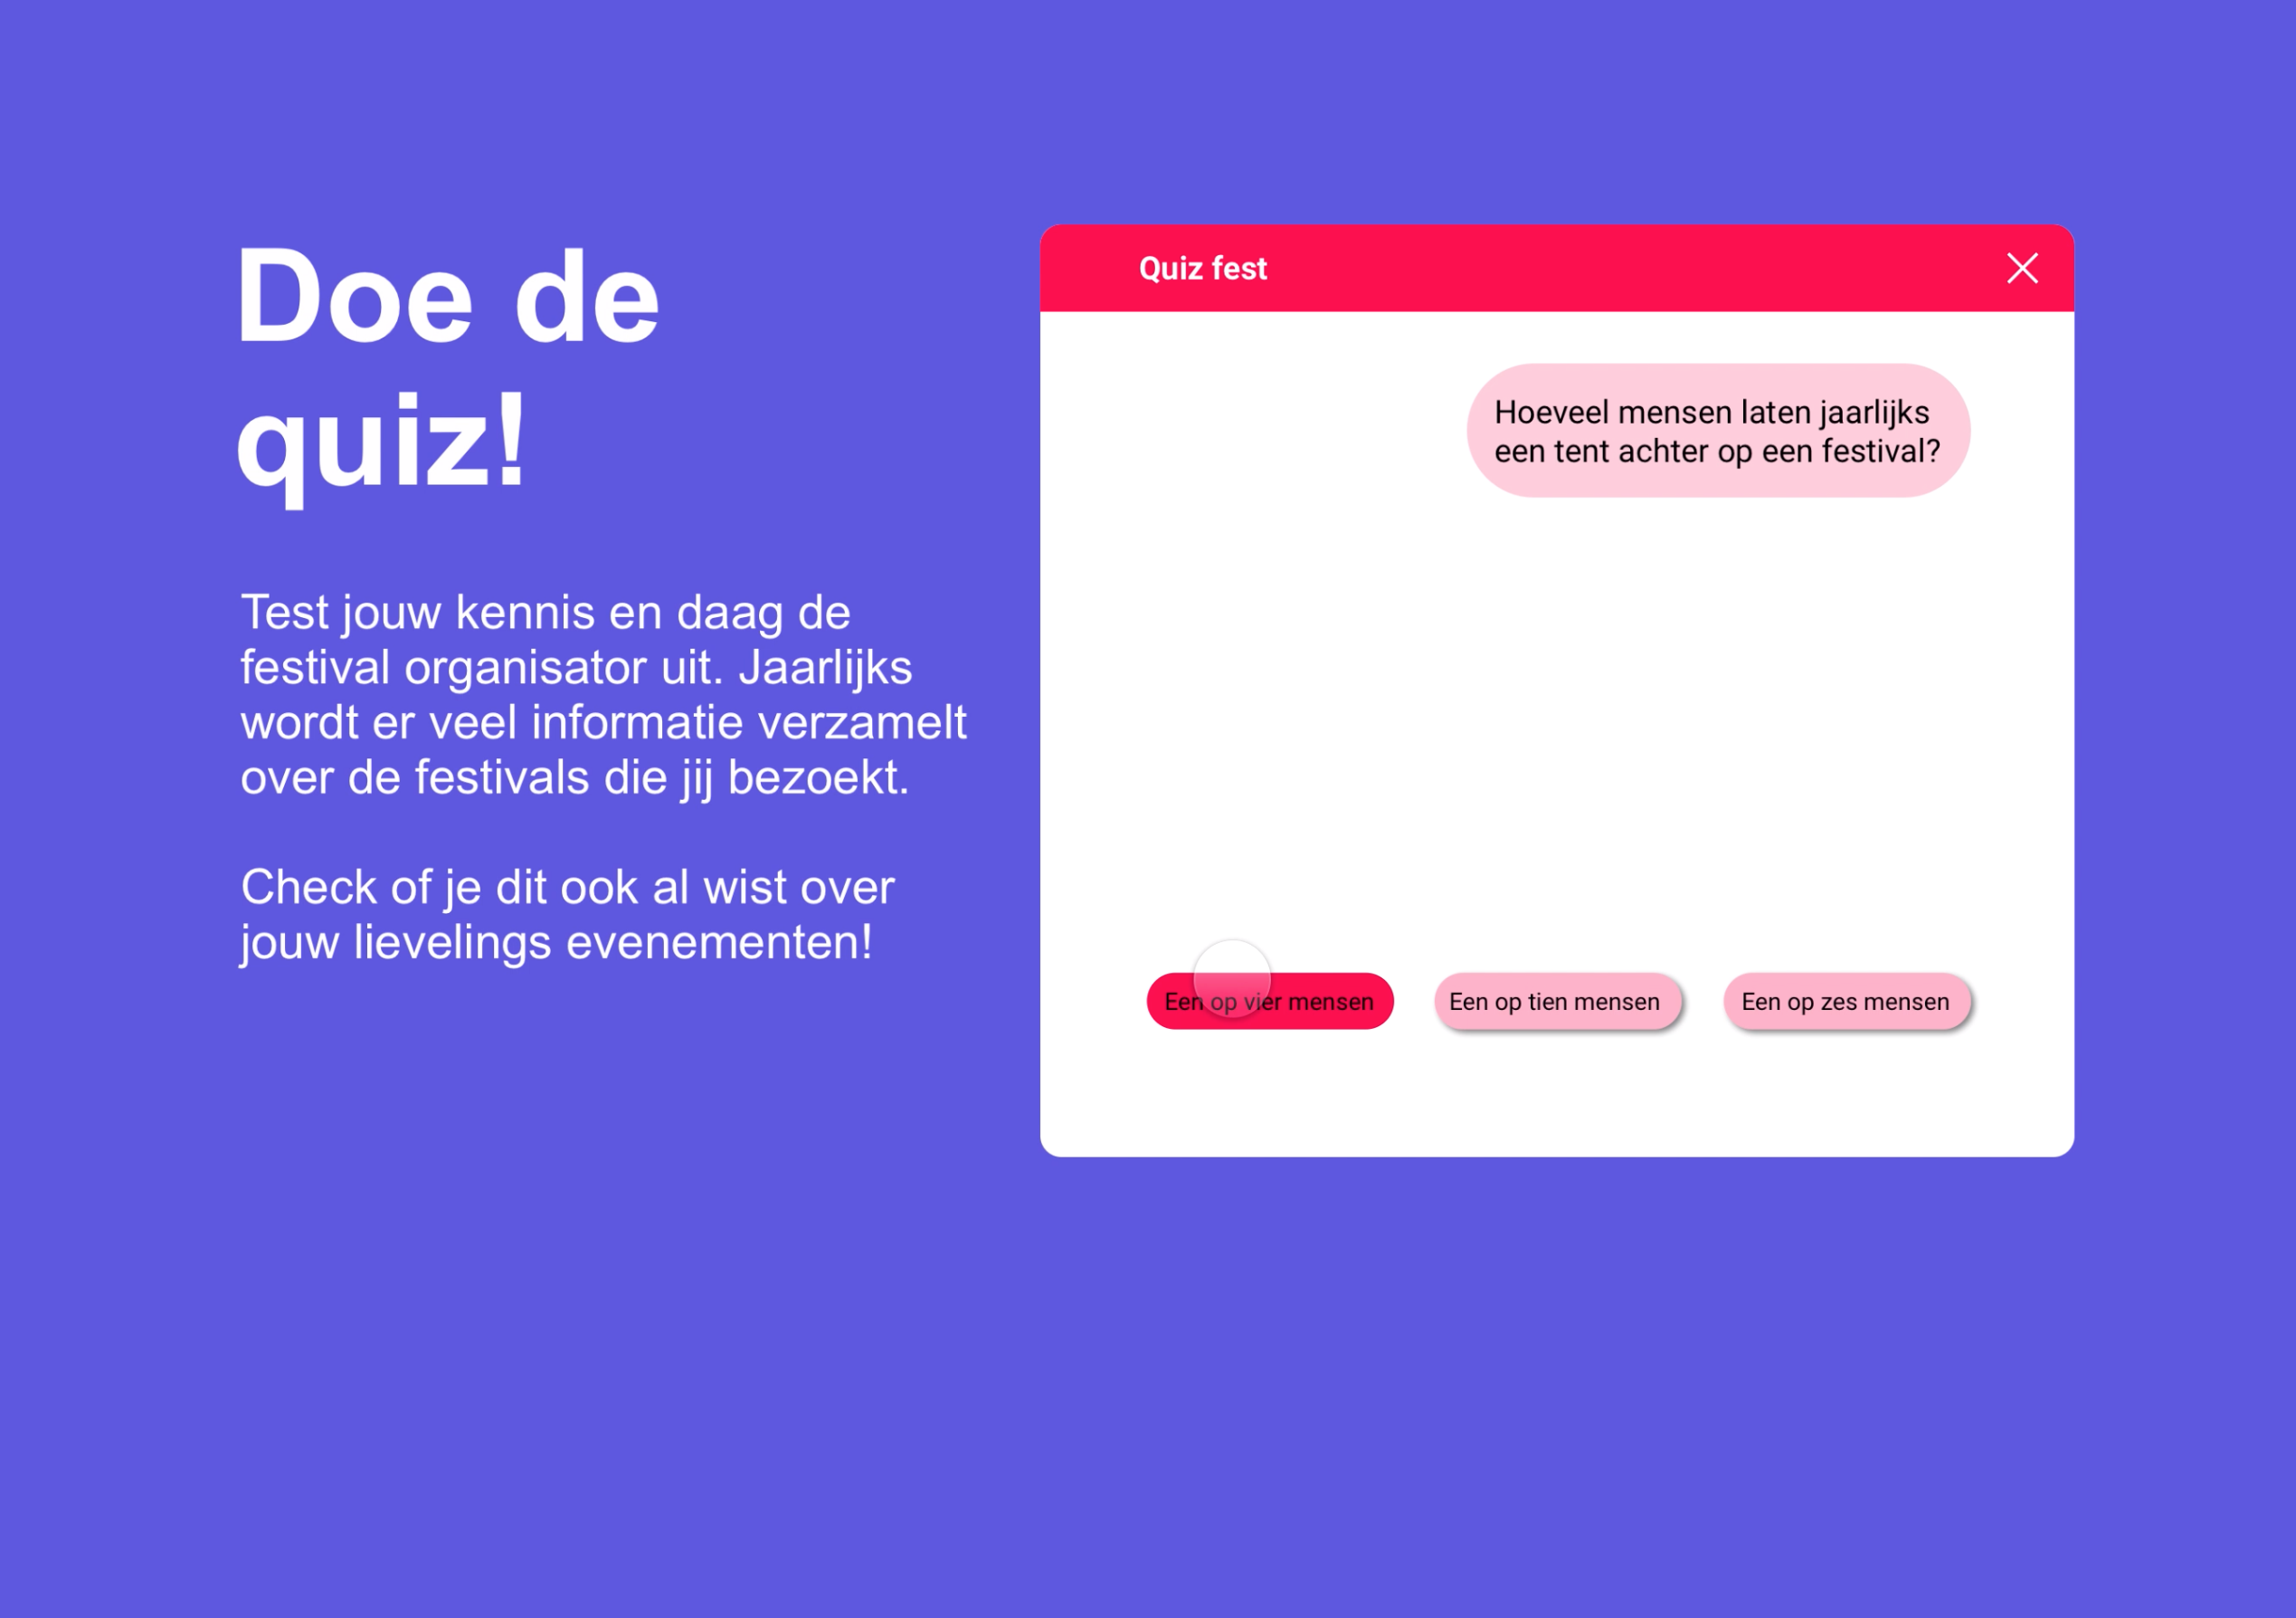 Doe de
quiz!
Test jouw kennis en daag de
festival organisator uit. Jaarlijks
wordt er veel informatie verzamelt
over de festivals die jij bezoekt.
Check of je dit ook al wist over
jouw lievelings evenementen!
Quiz fest
Hoeveel mensen laten jaarlijks
een tent achter op een festival?
Een op vier mensen
Een op tien mensen
Een op zes mensen